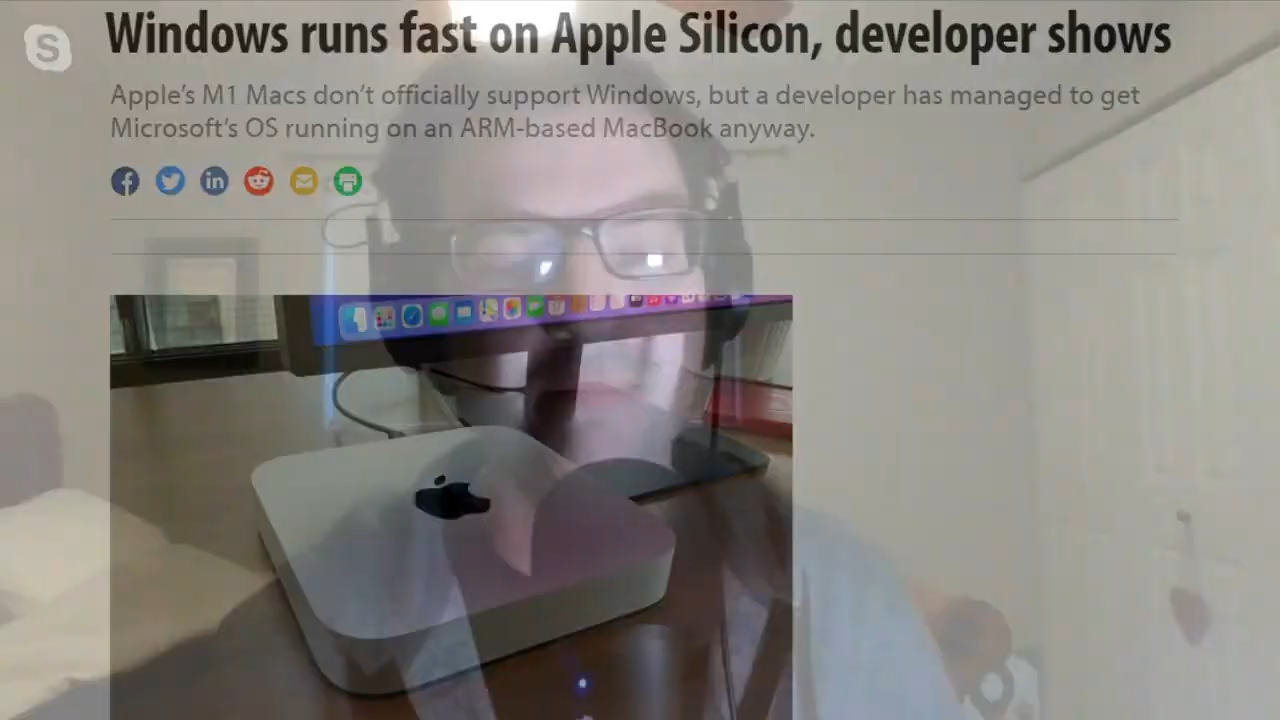 Windows runs fast on Apple Silicon, developer shows
Apple's M1 Macs don't officially support Windows, but a developer has managed to get
Microsoft's OS running on an ARM-based MacBook anyway.